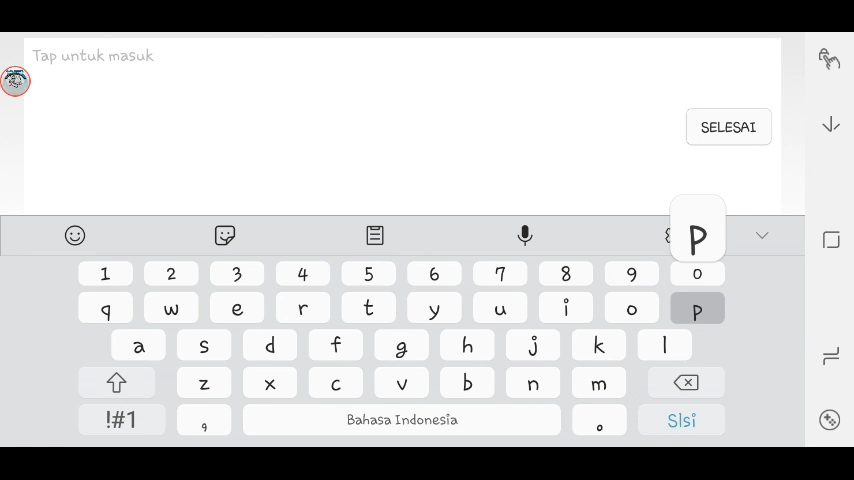 Tap untuk masuk
SELESAI
p
1 2 3 4 5 6 7 8 9 0
q w e r t y u i o p
a s d f g h j k l
z x c v b n m
!#1 , Bahasa Indonesia . Slsi